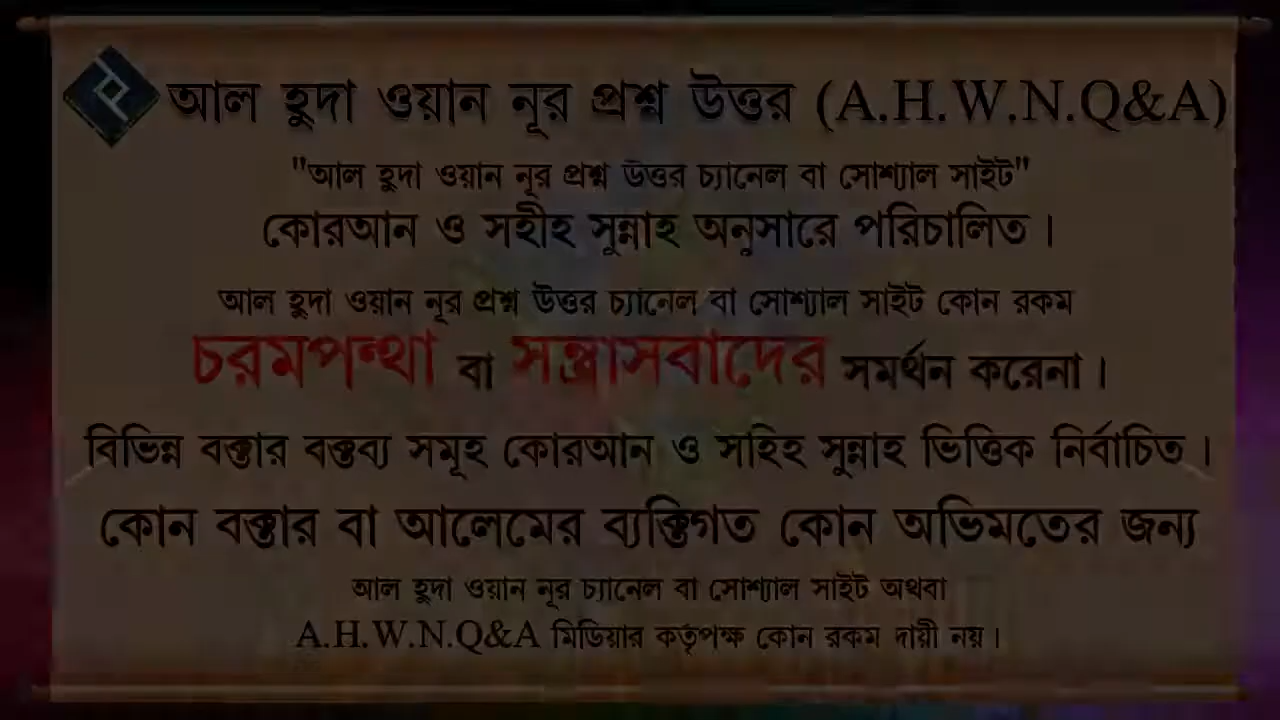 আল হুদা ওয়ান নূর প্রশ্ন উত্তর (A.H.W.N.Q&A)
"আল হুদা ওয়ান নূর প্রশ্ন উত্তর চ্যানেল বা সোশ্যাল সাইট"
কোরআন ও সহীহ সুন্নাহ অনুসারে পরিচালিত।
আল হুদা ওয়ান নূর প্রশ্ন উত্তর চ্যানেল বা সোশ্যাল সাইট কোন রকম
চরমপন্থা বা সন্ত্রাসবাদের সমর্থন করেনা।
বিভিন্ন বক্তার বক্তব্য সমূহ কোরআন ও সাহিহ সুন্নাহ ভিত্তিক নির্বাচিত।
কোন বক্তার বা আলেমের ব্যক্তিগত কোন অভিমতের জন্য
আল হুদা ওয়ান নূর চ্যানেল বা সোশ্যাল সাইট অথবা
A.H.W.N.Q&A মিডিয়ার কর্তৃপক্ষ কোন রকম দায়ী নয়।